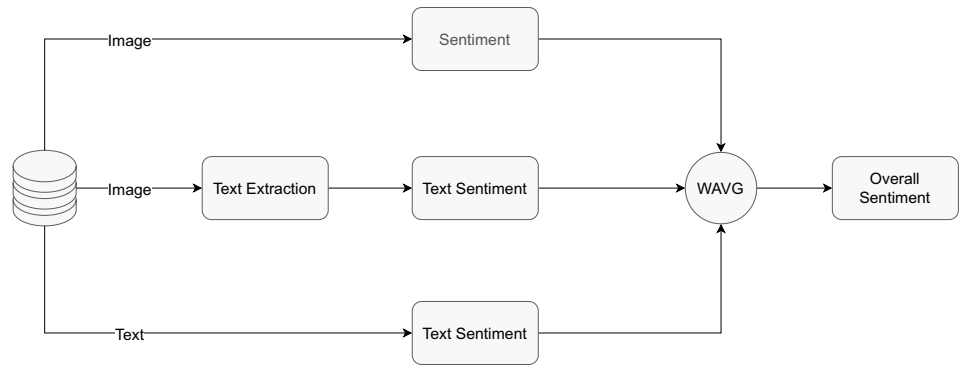 Image
Sentiment
Image
Text Extraction
Text Sentiment
WAVG
Overall
Sentiment
Text
Text Sentiment